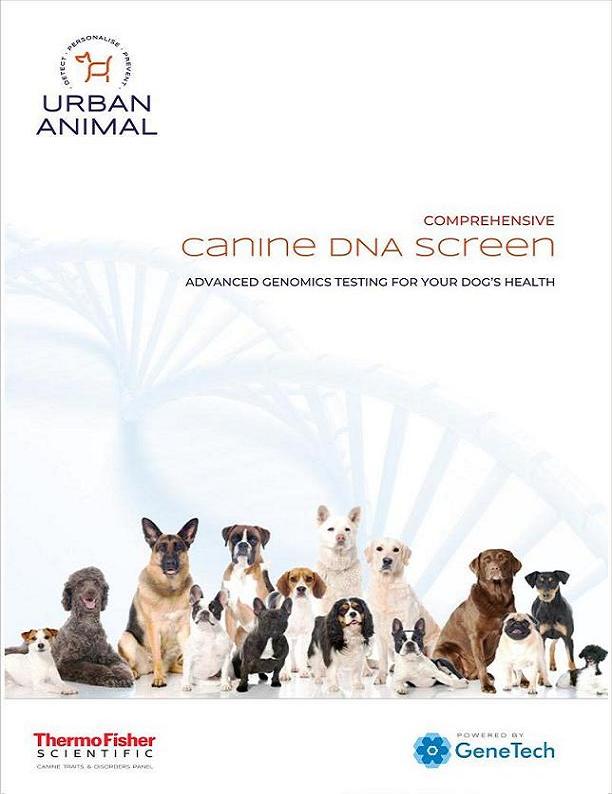 DETECT · PERSONALISE · PREVENT
URBAN
ANIMAL
COMPREHENSIVE
canine DNA screen
ADVANCED GENOMICS TESTING FOR YOUR DOG'S HEALTH
ThermoFisher
SCIENTIFIC
CANINE TRAITS & DISORDERS PANEL
POWERED BY
GeneTech